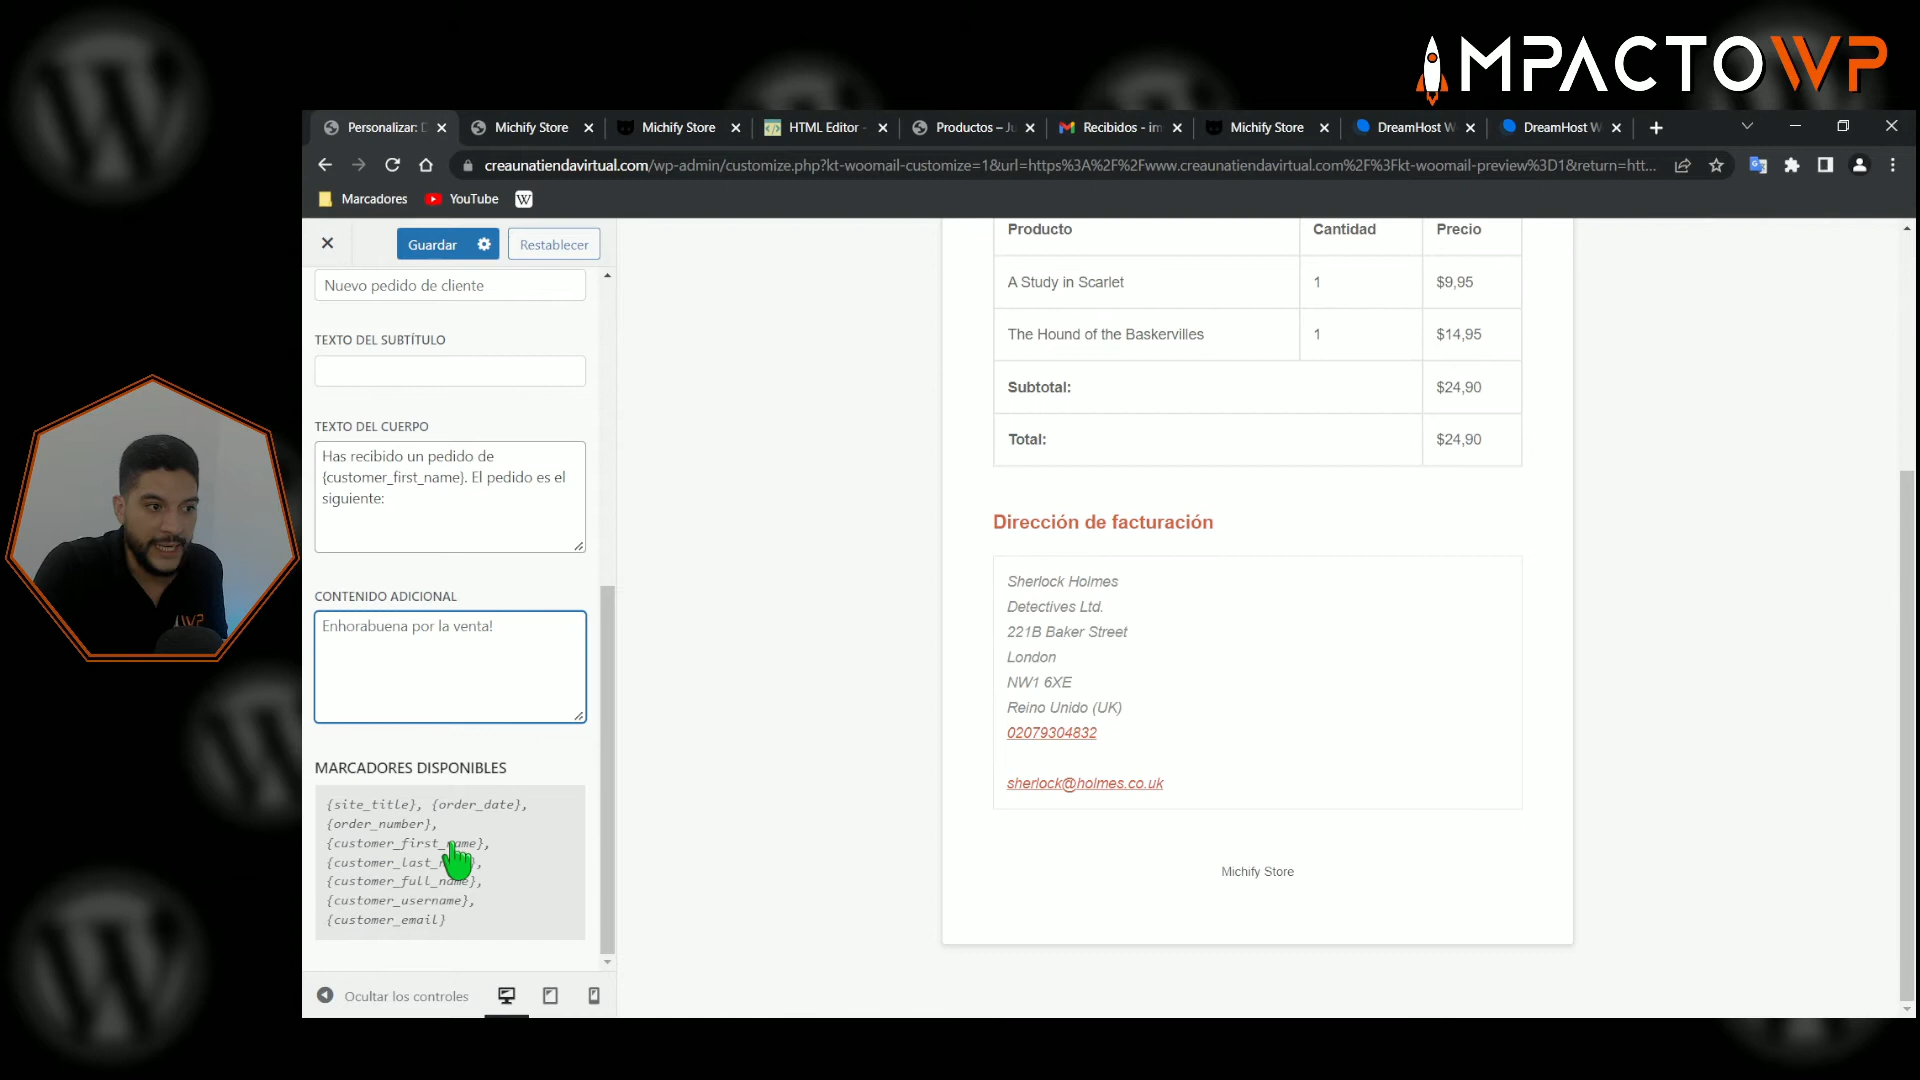 IMPACTOWP
Personalizar: D
Michify Store
Michify Store
HTML Editor -
Productos – Ju
Recibidos - im
Michify Store
DreamHost W
DreamHost W
creaunatiendavirtual.com/wp-admin/customize.php?kt-woomail-customize=1&url=https%3A%2F%2Fwww.creaunatiendavirtual.com%2F%3Fkt-woomail-preview%3D1&return=htt...
Marcadores
YouTube
W
Guardar
Restablecer
Nuevo pedido de cliente
TEXTO DEL SUBTÍTULO
TEXTO DEL CUERPO
Has recibido un pedido de
{customer_first_name}. El pedido es el
siguiente:
CONTENIDO ADICIONAL
Enhorabuena por la venta!
MARCADORES DISPONIBLES
{site_title}, {order_date},
{order_number},
{customer_first_name},
{customer_last_n
{customer_full_name},
{customer_username},
{customer_email}
Ocultar los controles
Producto Cantidad Precio
A Study in Scarlet 1 $9,95
The Hound of the Baskervilles 1 $14,95
Subtotal: $24,90
Total: $24,90
Dirección de facturación
Sherlock Holmes
Detectives Ltd.
221B Baker Street
London
NW1 6XE
Reino Unido (UK)
02079304832
sherlock@holmes.co.uk
Michify Store
WP